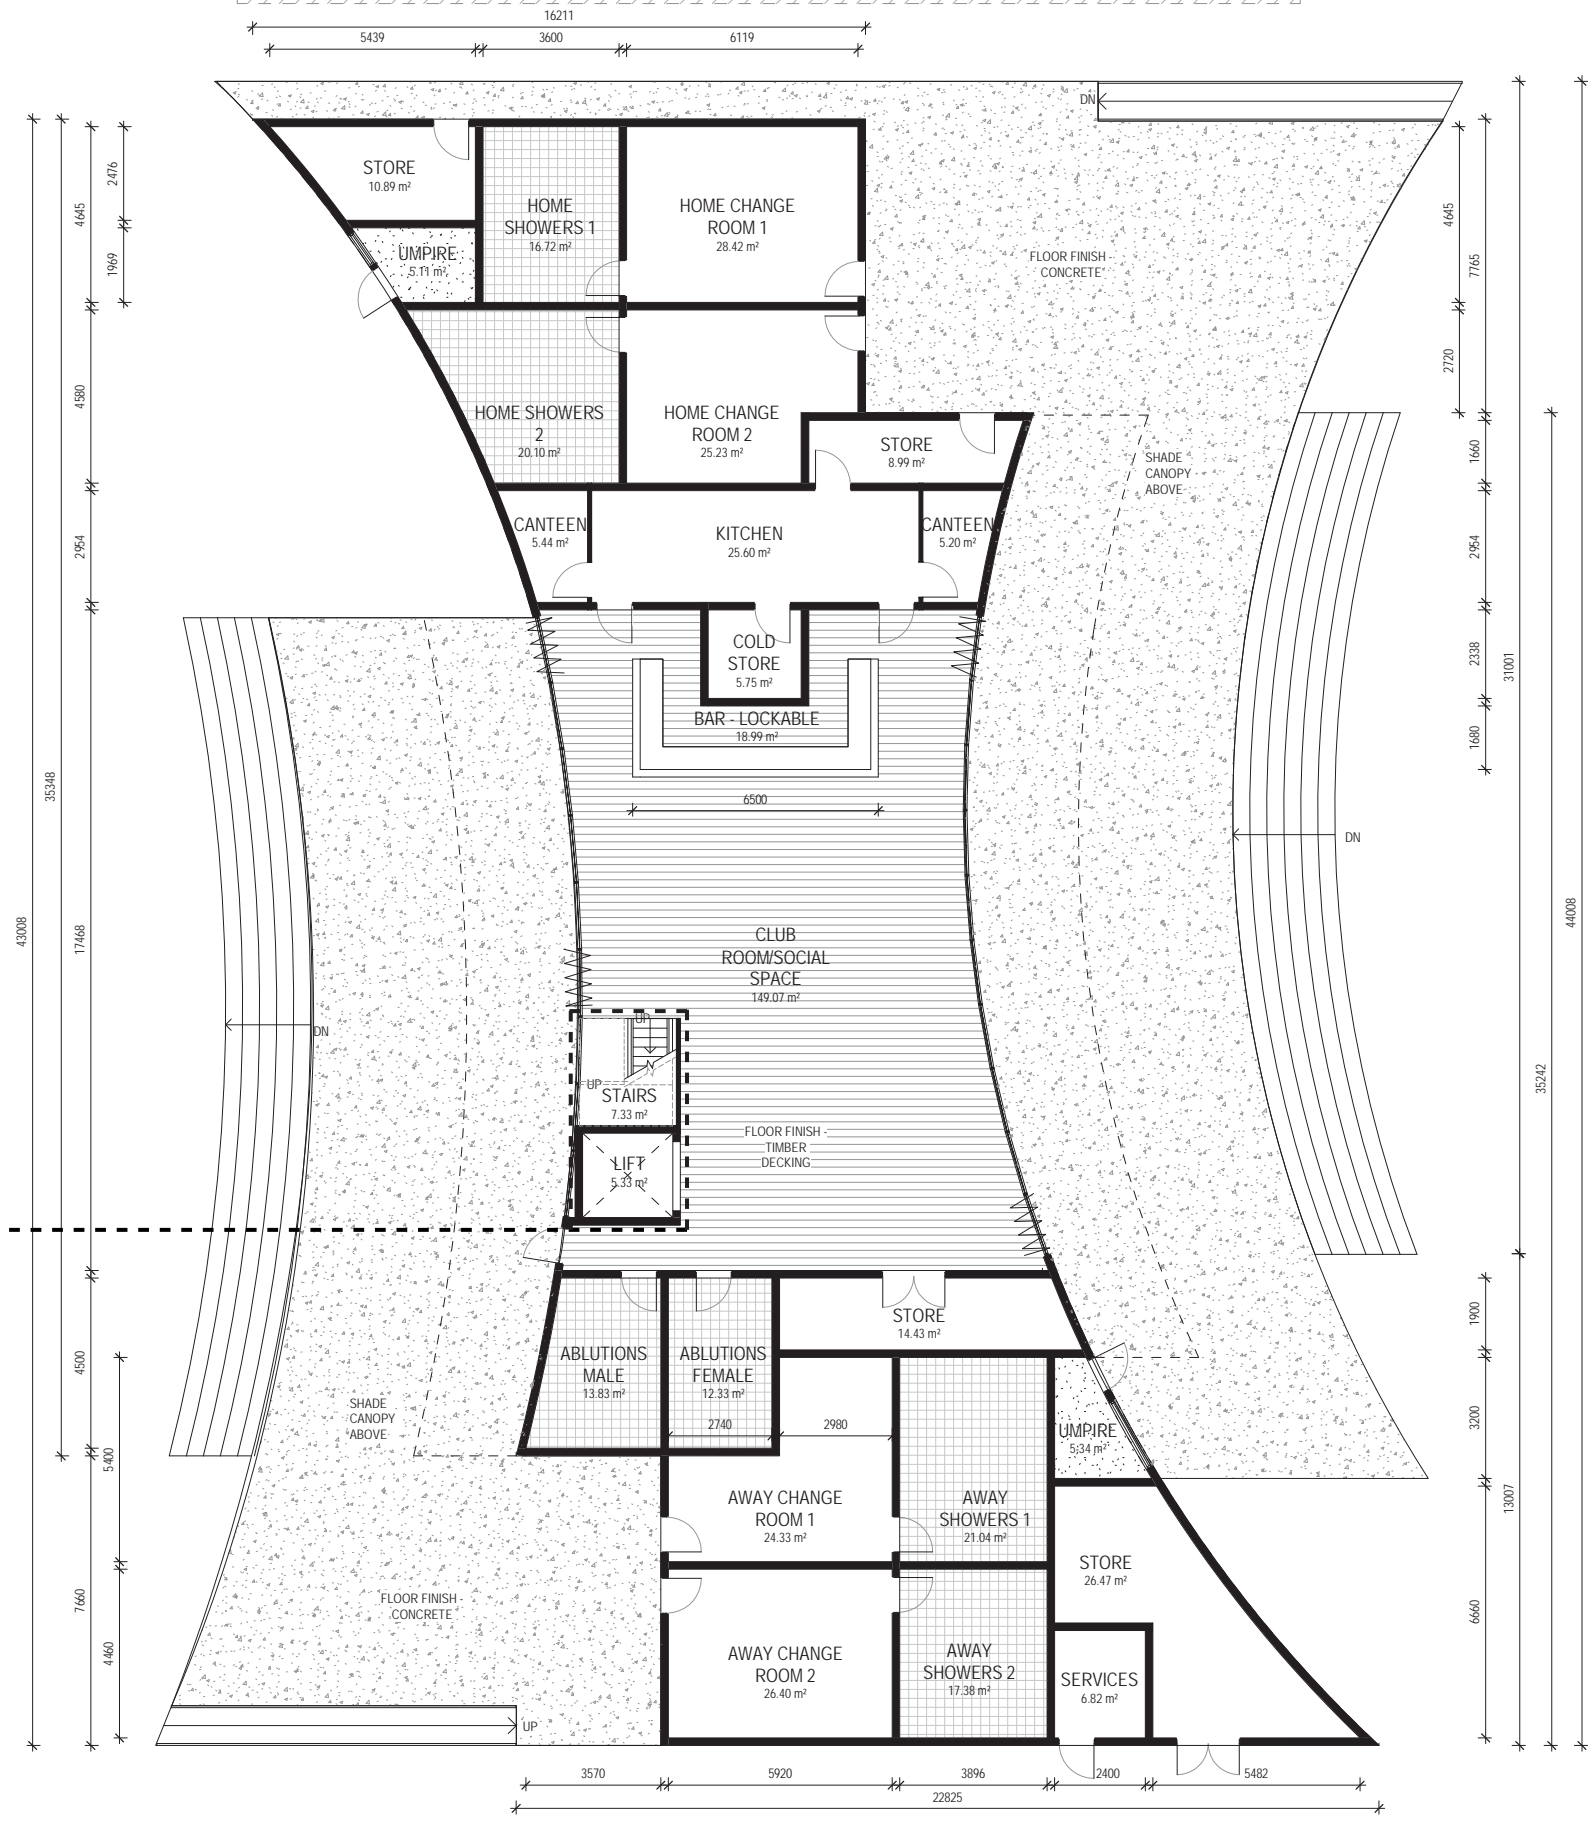 16211
5439
3600
6119
DN
STORE
10.89 m²
HOME
SHOWERS 1
16.72 m²
HOME CHANGE
ROOM 1
28.42 m²
UMPIRE
5.11 m²
FLOOR FINISH -
CONCRETE
HOME SHOWERS
2
20.10 m²
HOME CHANGE
ROOM 2
25.23 m²
STORE
8.99 m²
SHADE
CANOPY
ABOVE
CANTEEN
5.44 m²
KITCHEN
25.60 m²
CANTEEN
5.20 m²
COLD
STORE
5.75 m²
BAR - LOCKABLE
18.99 m²
6500
DN
CLUB
ROOM/SOCIAL
SPACE
149.07 m²
DN
UP
UP
STAIRS
7.33 m²
LIFT
5.33 m²
FLOOR FINISH -
TIMBER
DECKING
STORE
14.43 m²
ABLUTIONS
MALE
13.83 m²
ABLUTIONS
FEMALE
12.33 m²
2740
2980
SHADE
CANOPY
ABOVE
UMPIRE
5.34 m²
AWAY CHANGE
ROOM 1
24.33 m²
AWAY
SHOWERS 1
21.04 m²
STORE
26.47 m²
FLOOR FINISH -
CONCRETE
AWAY CHANGE
ROOM 2
26.40 m²
AWAY
SHOWERS 2
17.38 m²
SERVICES
6.82 m²
UP
3570
5920
3896
2400
5482
22825
43008
35348
4645
4580
2954
17468
4500
7660
2476
1969
5400
4460
4645
2720
7765
1660
2954
2338
1680
1900
3200
6660
31001
13007
35242
44008